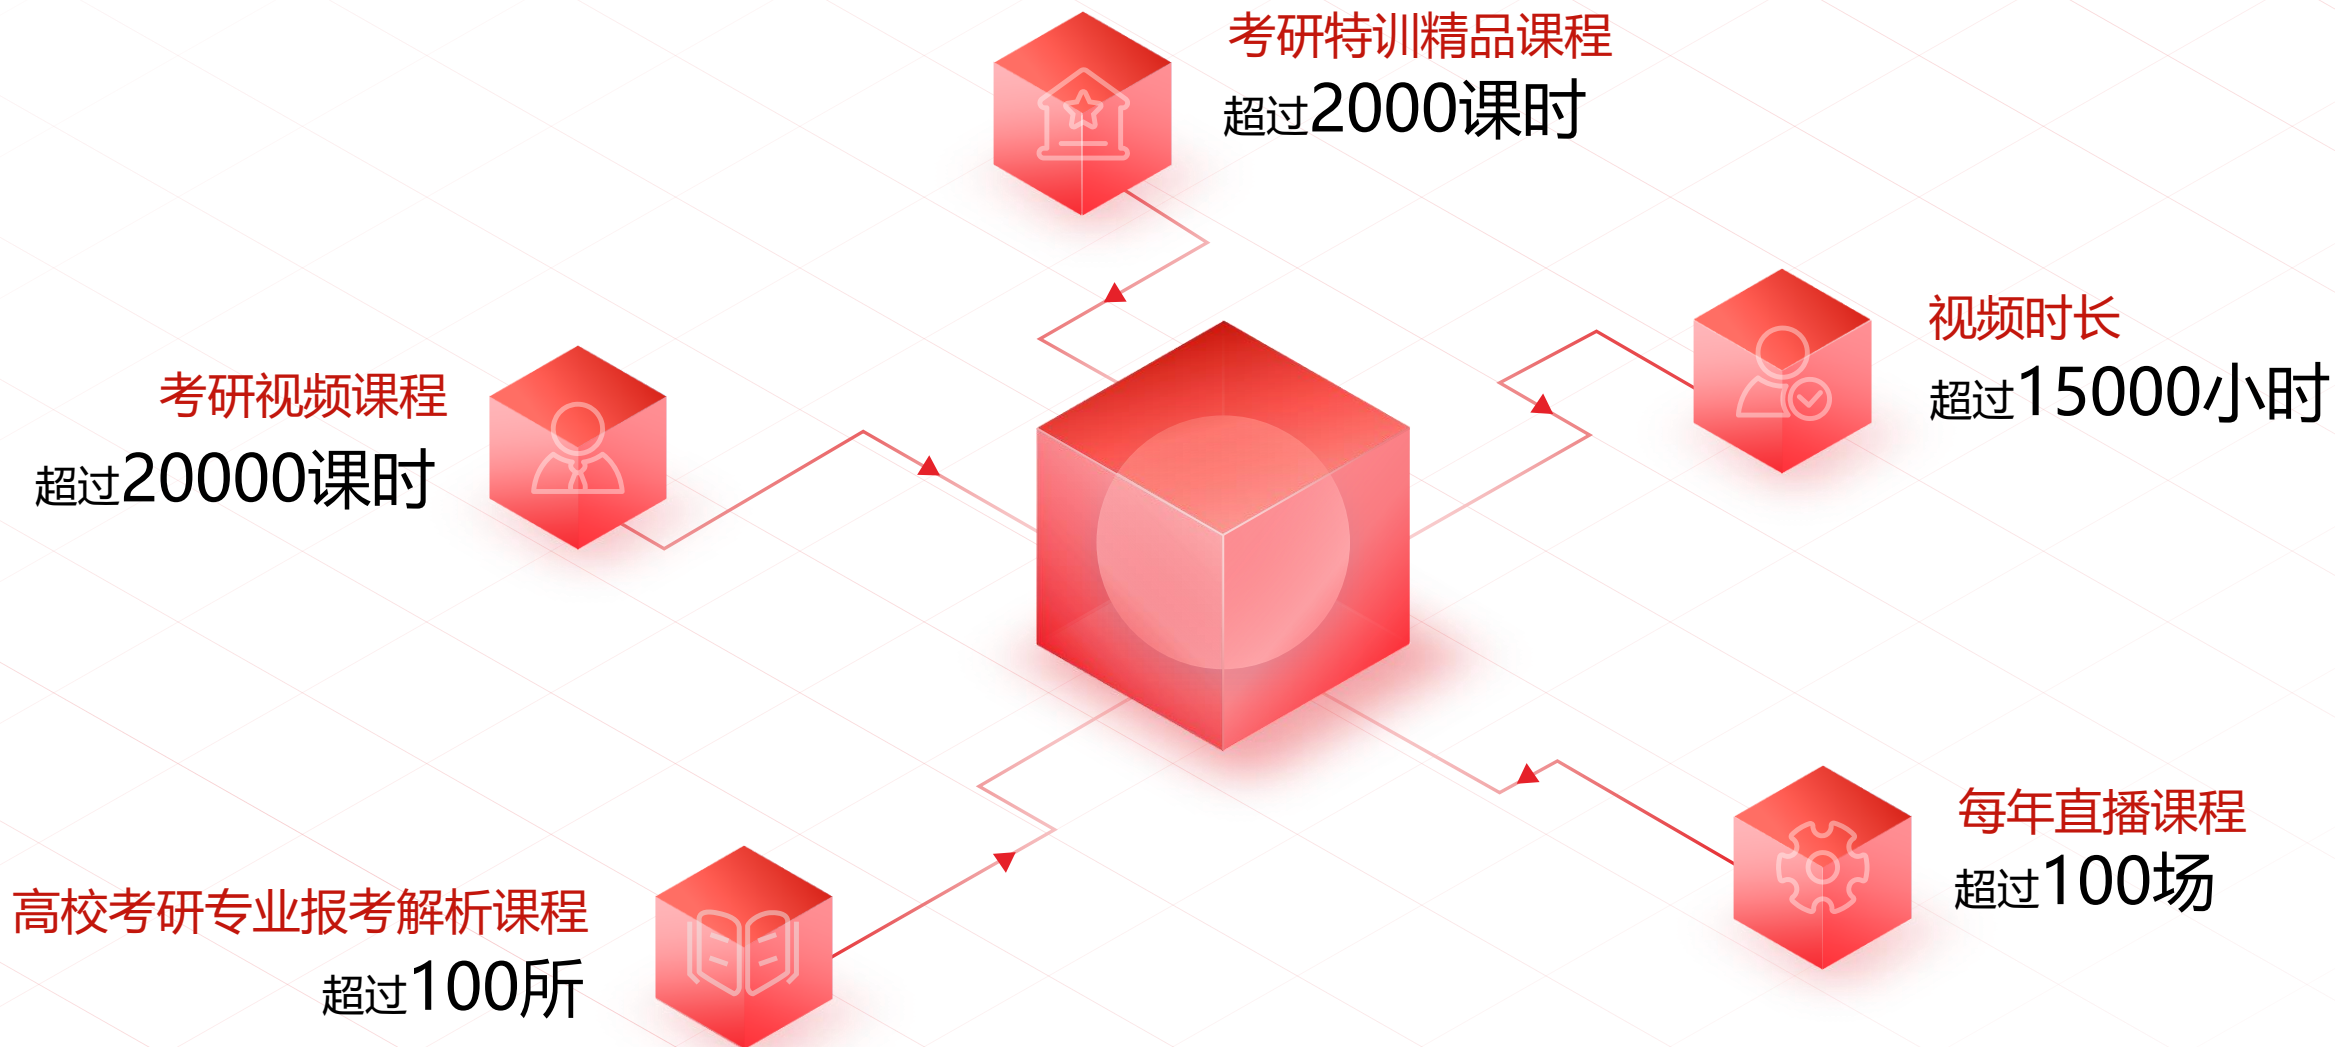 考研特训精品课程
超过2000课时
视频时长
超过15000小时
考研视频课程
超过20000课时
每年直播课程
超过100场
高校考研专业报考解析课程
超过100所